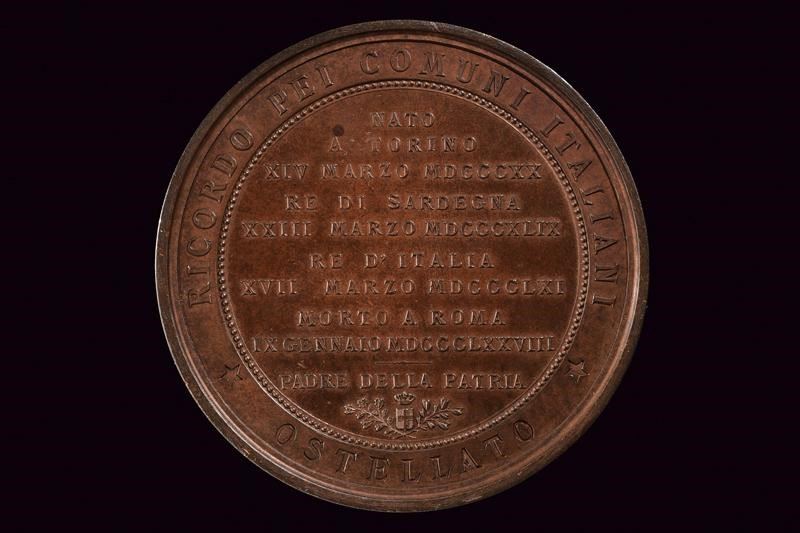 RICORDO PEI COMUNI ITALIANI
NATO
A TORINO
XIV MARZO MDCCCXX
RE DI SARDEGNA
XXIII MARZO MDCCCXLIX
RE D'ITALIA
XVII MARZO MDCCCLXI
MORTO A ROMA
IX GENNAIO MDCCCLXXVIII
PADRE DELLA PATRIA
OSTELLATO